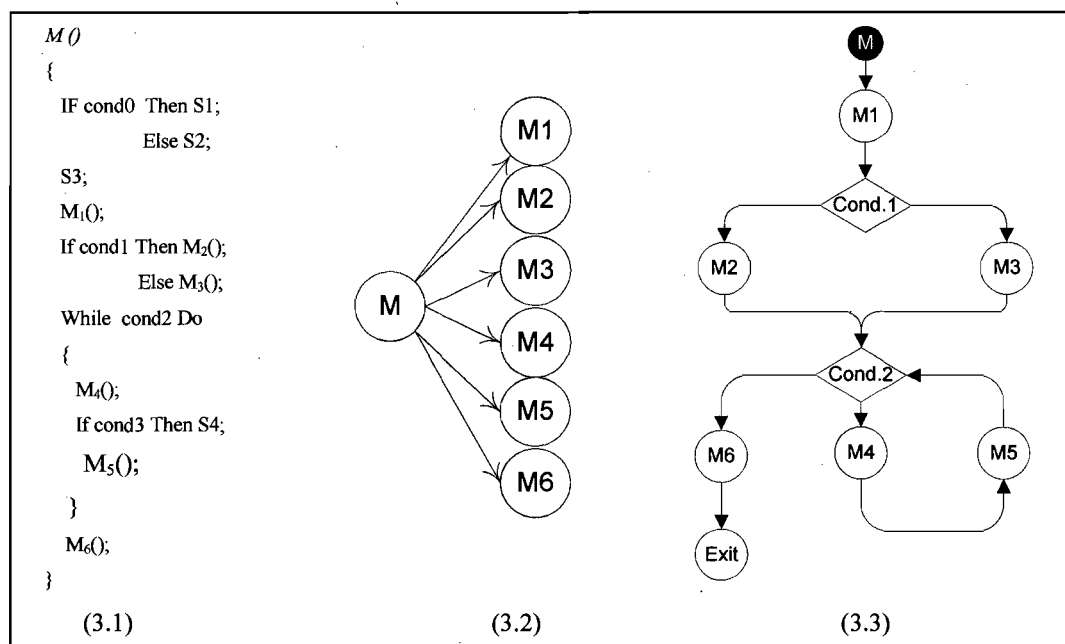 M()
{
IF cond0 Then S1;
Else S2;
S3;
M₁();
If cond1 Then M₂();
Else M₃();
While cond2 Do
{
M₄();
If cond3 Then S4;
M₅();
}
M₆();
}
(3.1)
M
M1
M2
M3
M4
M5
M6
(3.2)
M
M1
Cond.1
M2
M3
Cond.2
M6
M4
M5
Exit
(3.3)